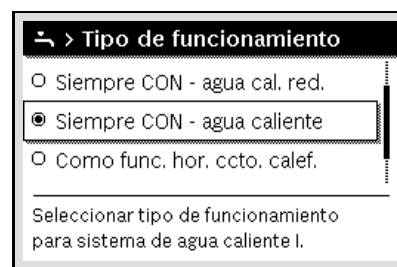 > Tipo de funcionamiento
Siempre CON - agua cal. red.
Siempre CON - agua caliente
Como func. hor. ccto. calef.
Seleccionar tipo de funcionamiento
para sistema de agua caliente I.